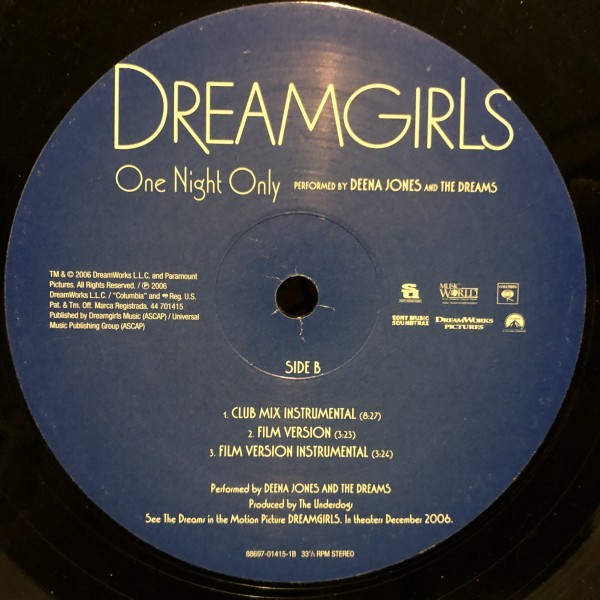 DREAMGIRLS
One Night Only PERFORMED BY DEENA JONES AND THE DREAMS
TM & © 2006 DreamWorks L.L.C. and Paramount
Pictures. All Rights Reserved. / ℗ 2006
DreamWorks L.L.C. / "Columbia" and Reg. U.S.
Pat. & Tm. Off. Marca Registrada. 44 701415
Published by Dreamgirls Music (ASCAP) / Universal
Music Publishing Group (ASCAP)
MUSIC
WORLD
COLUMBIA
SONY MUSIC
SOUNDTRAX
DREAMWORKS
PICTURES
SIDE B
1. CLUB MIX INSTRUMENTAL (8:27)
2. FILM VERSION (3:23)
3. FILM VERSION INSTRUMENTAL (3:24)
Performed by DEENA JONES AND THE DREAMS
Produced by The Underdogs
See The Dreams in the Motion Picture DREAMGIRLS. In theaters December 2006.
88697-01415-1B 33⅓ RPM STEREO